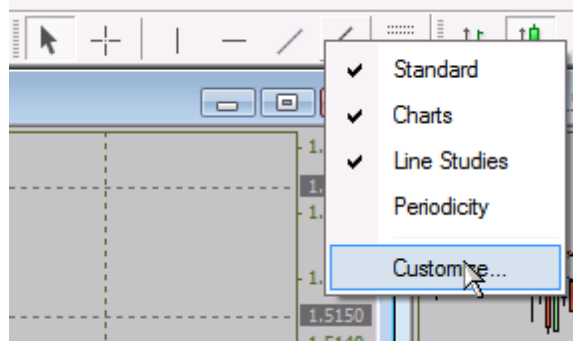 Standard
Charts
Line Studies
Periodicity
Customize...
1.5150